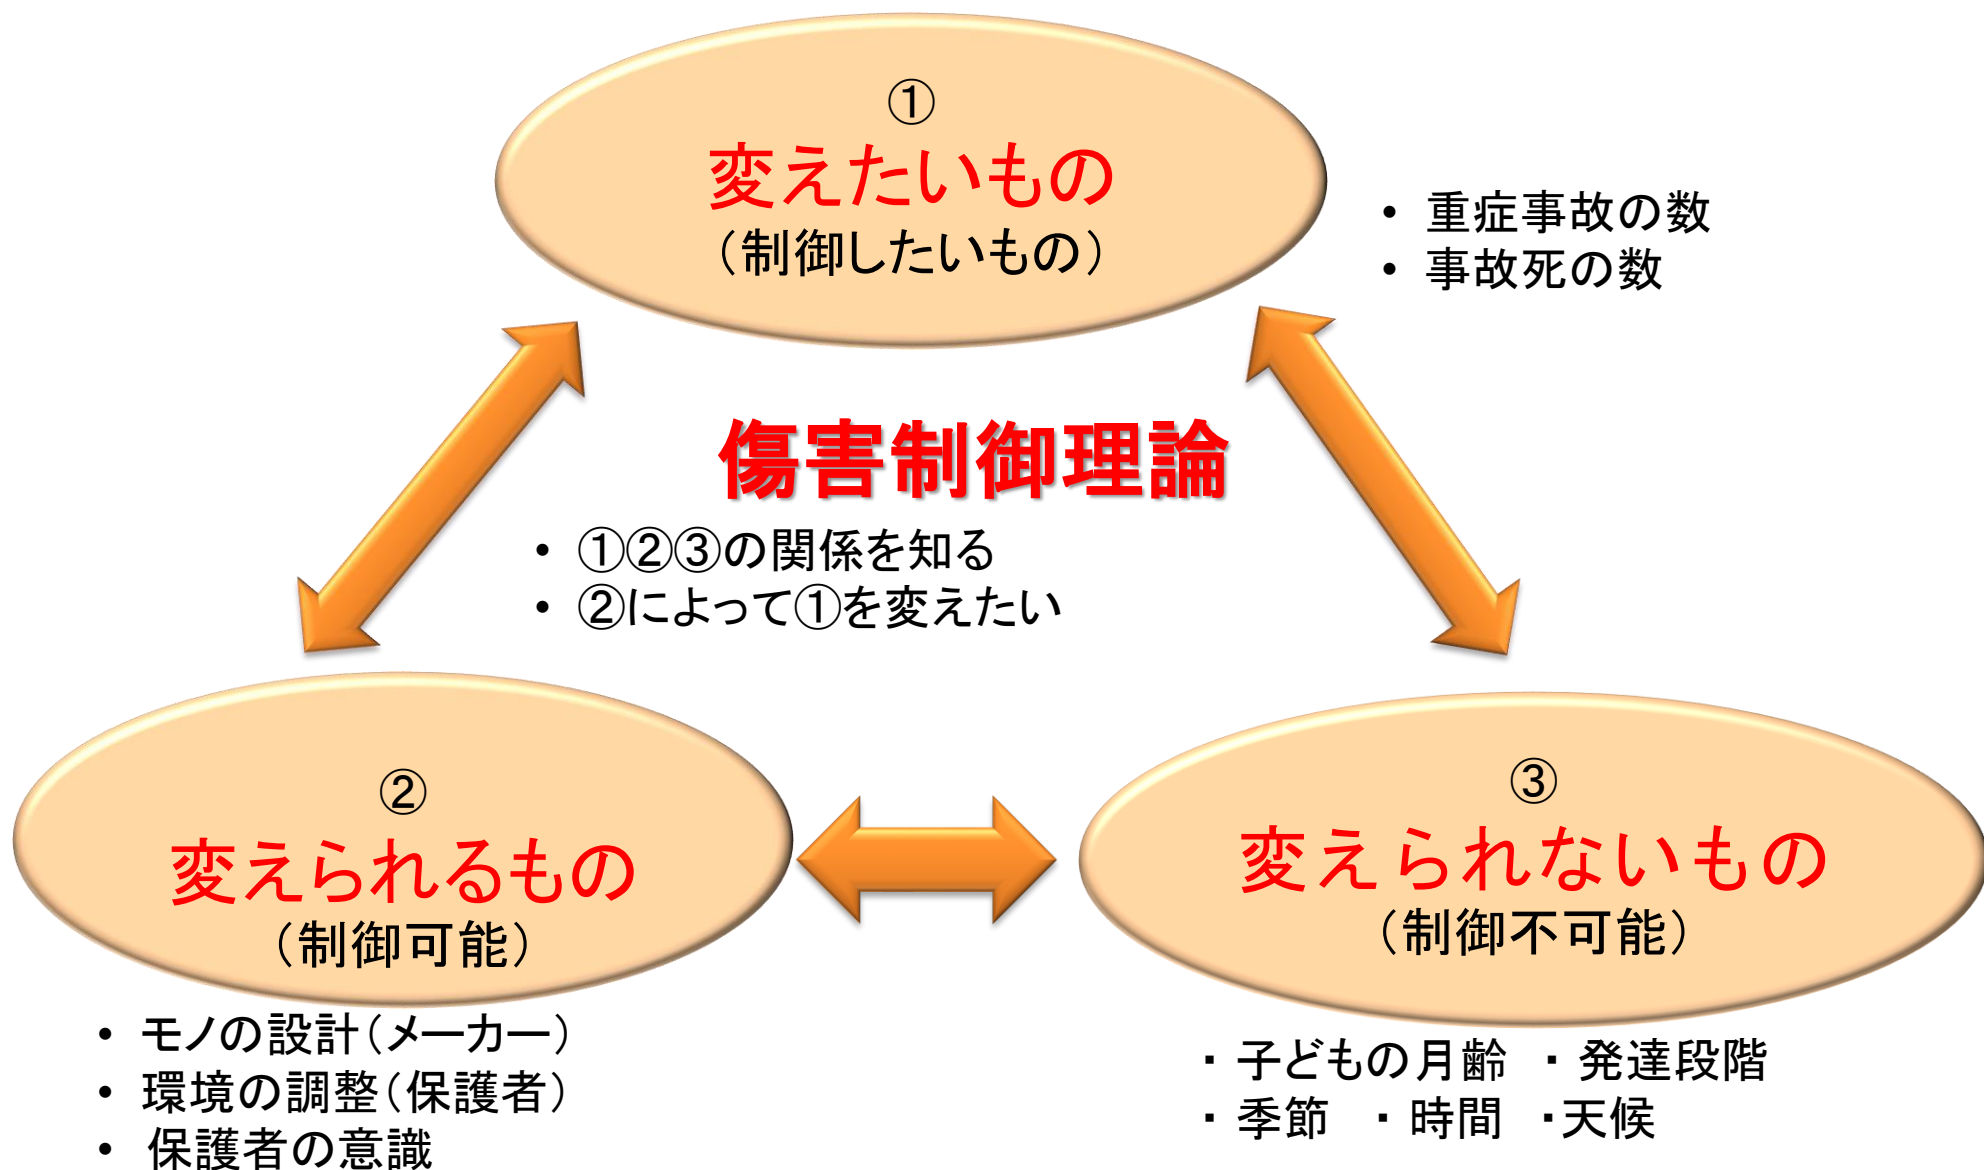 ①
変えたいもの
（制御したいもの）
• 重症事故の数
• 事故死の数
傷害制御理論
• ①②③の関係を知る
• ②によって①を変えたい
②
変えられるもの
（制御可能）
• モノの設計（メーカー）
• 環境の調整（保護者）
• 保護者の意識
③
変えられないもの
（制御不可能）
・子どもの月齢 ・発達段階
・季節 ・時間 ・天候